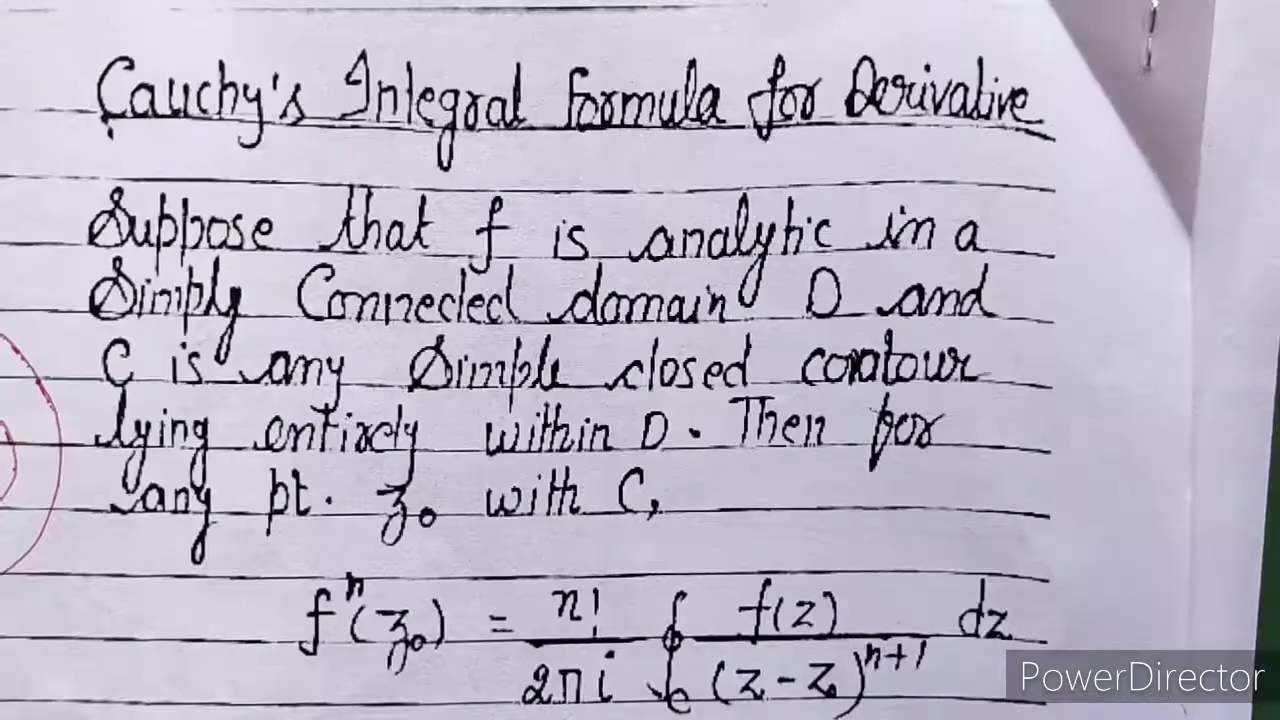 Cauchy's Integral Formula for Derivative
Suppose that f is analytic in a
Simply Connected domain D and
C is any Simple closed contour
lying entirely within D. Then for
any pt. z₀ with C,
fⁿ(z₀) = n!/2πi ∮_C f(z)/(z-z₀)ⁿ⁺¹ dz
PowerDirector